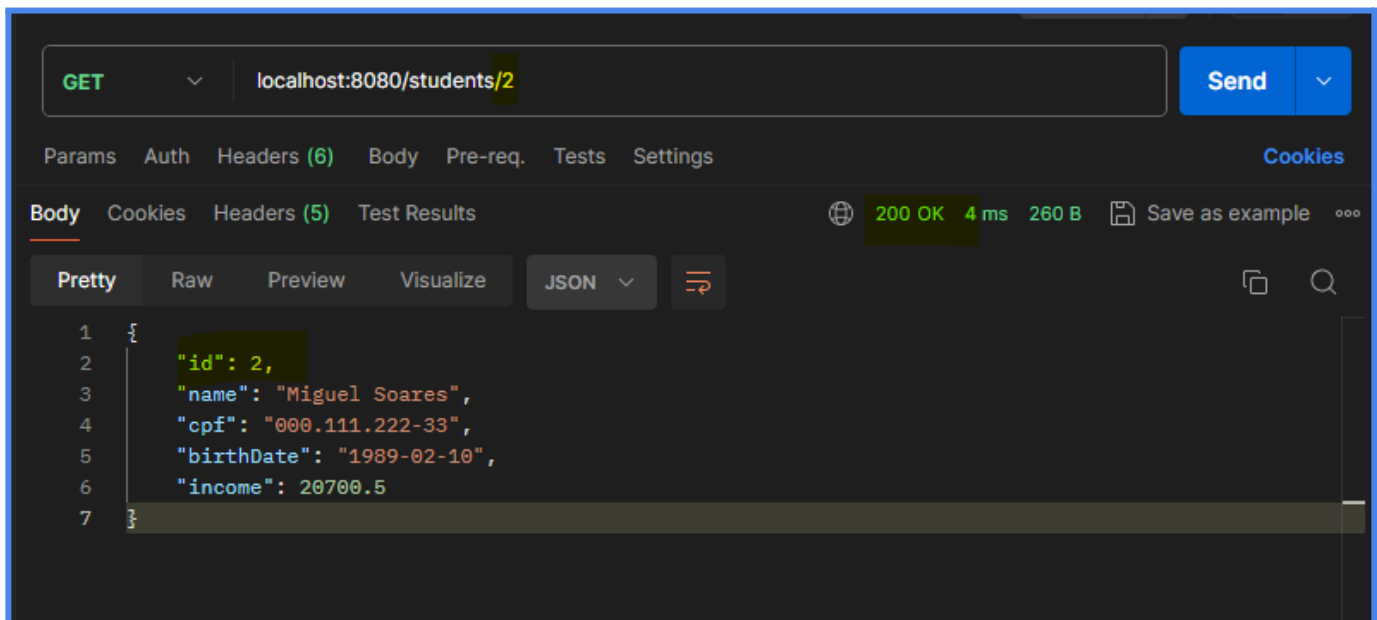 GET localhost:8080/students/2 Send
Params Auth Headers (6) Body Pre-req. Tests Settings Cookies
Body Cookies Headers (5) Test Results 200 OK 4 ms 260 B Save as example
Pretty Raw Preview Visualize JSON
1 {
2 "id": 2,
3 "name": "Miguel Soares",
4 "cpf": "000.111.222-33",
5 "birthDate": "1989-02-10",
6 "income": 20700.5
7 }